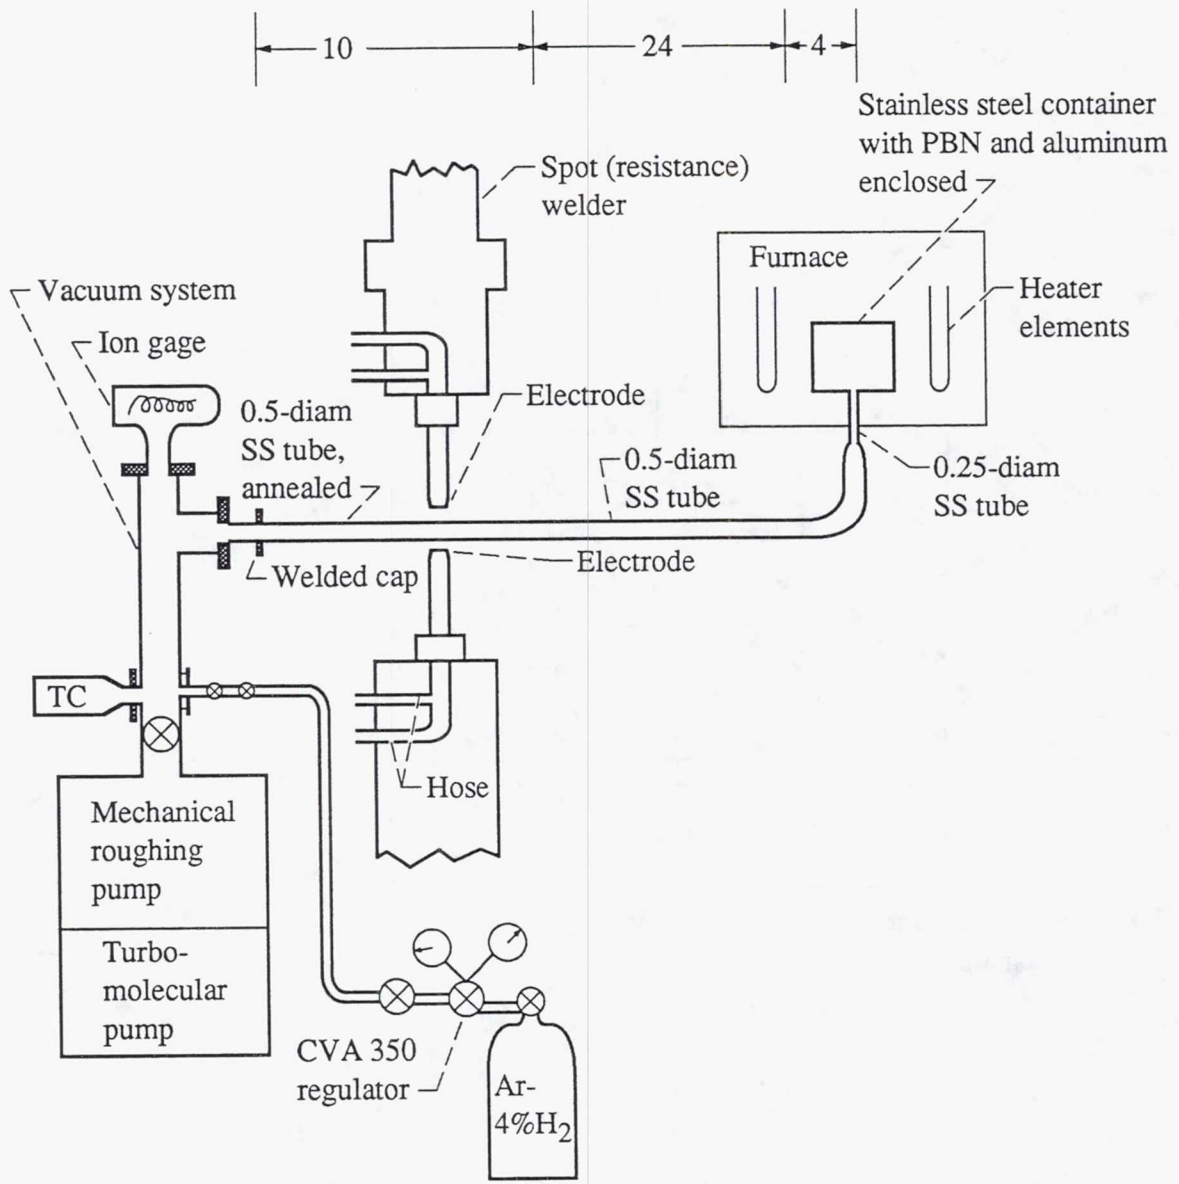 10
24
4
Stainless steel container
with PBN and aluminum
enclosed
Spot (resistance)
welder
Furnace
Vacuum system
Heater
elements
Ion gage
Electrode
0.5-diam
SS tube,
annealed
0.5-diam
SS tube
0.25-diam
SS tube
Electrode
Welded cap
TC
Hose
Mechanical
roughing
pump
Turbo-
molecular
pump
CVA 350
regulator
Ar-
4%H2